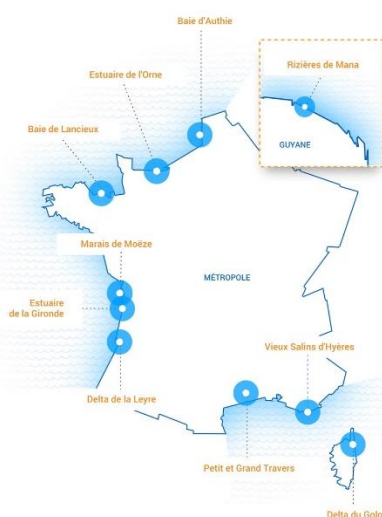 Baie d'Authie
Rizières de Mana
Estuaire de l'Orne
Baie de Lancieux
GUYANE
Marais de Moëze
MÉTROPOLE
Estuaire
de la Gironde
Vieux Salins d'Hyères
Delta de la Leyre
Petit et Grand Travers
Delta du Golo